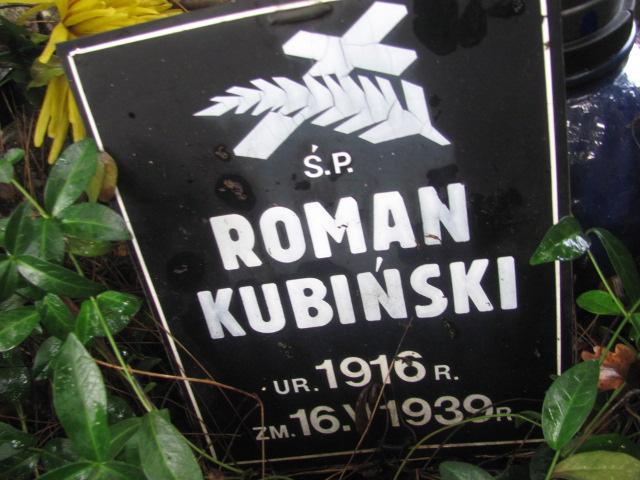 Ś.P.
ROMAN
KUBIŃSKI
UR. 1916 R.
ZM. 16. 1939 R.